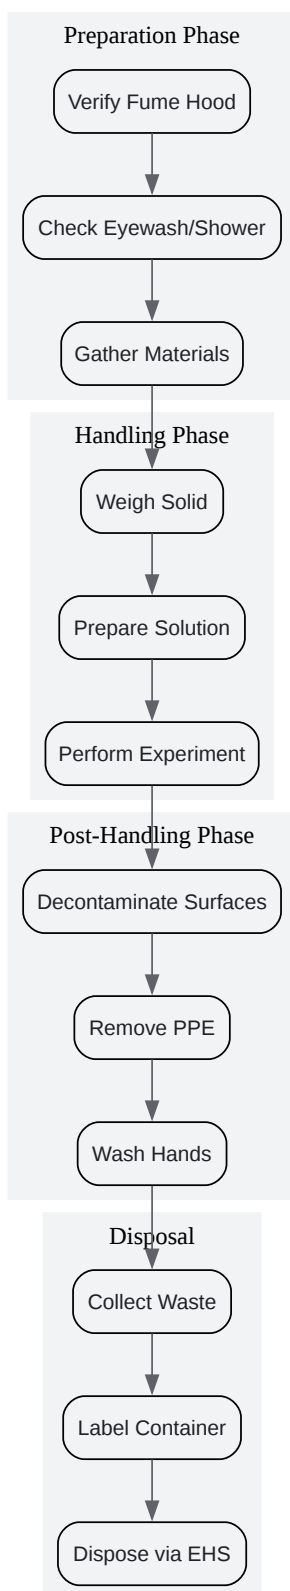 Preparation Phase
Verify Fume Hood
Check Eyewash/Shower
Gather Materials
Handling Phase
Weigh Solid
Prepare Solution
Perform Experiment
Post-Handling Phase
Decontaminate Surfaces
Remove PPE
Wash Hands
Disposal
Collect Waste
Label Container
Dispose via EHS